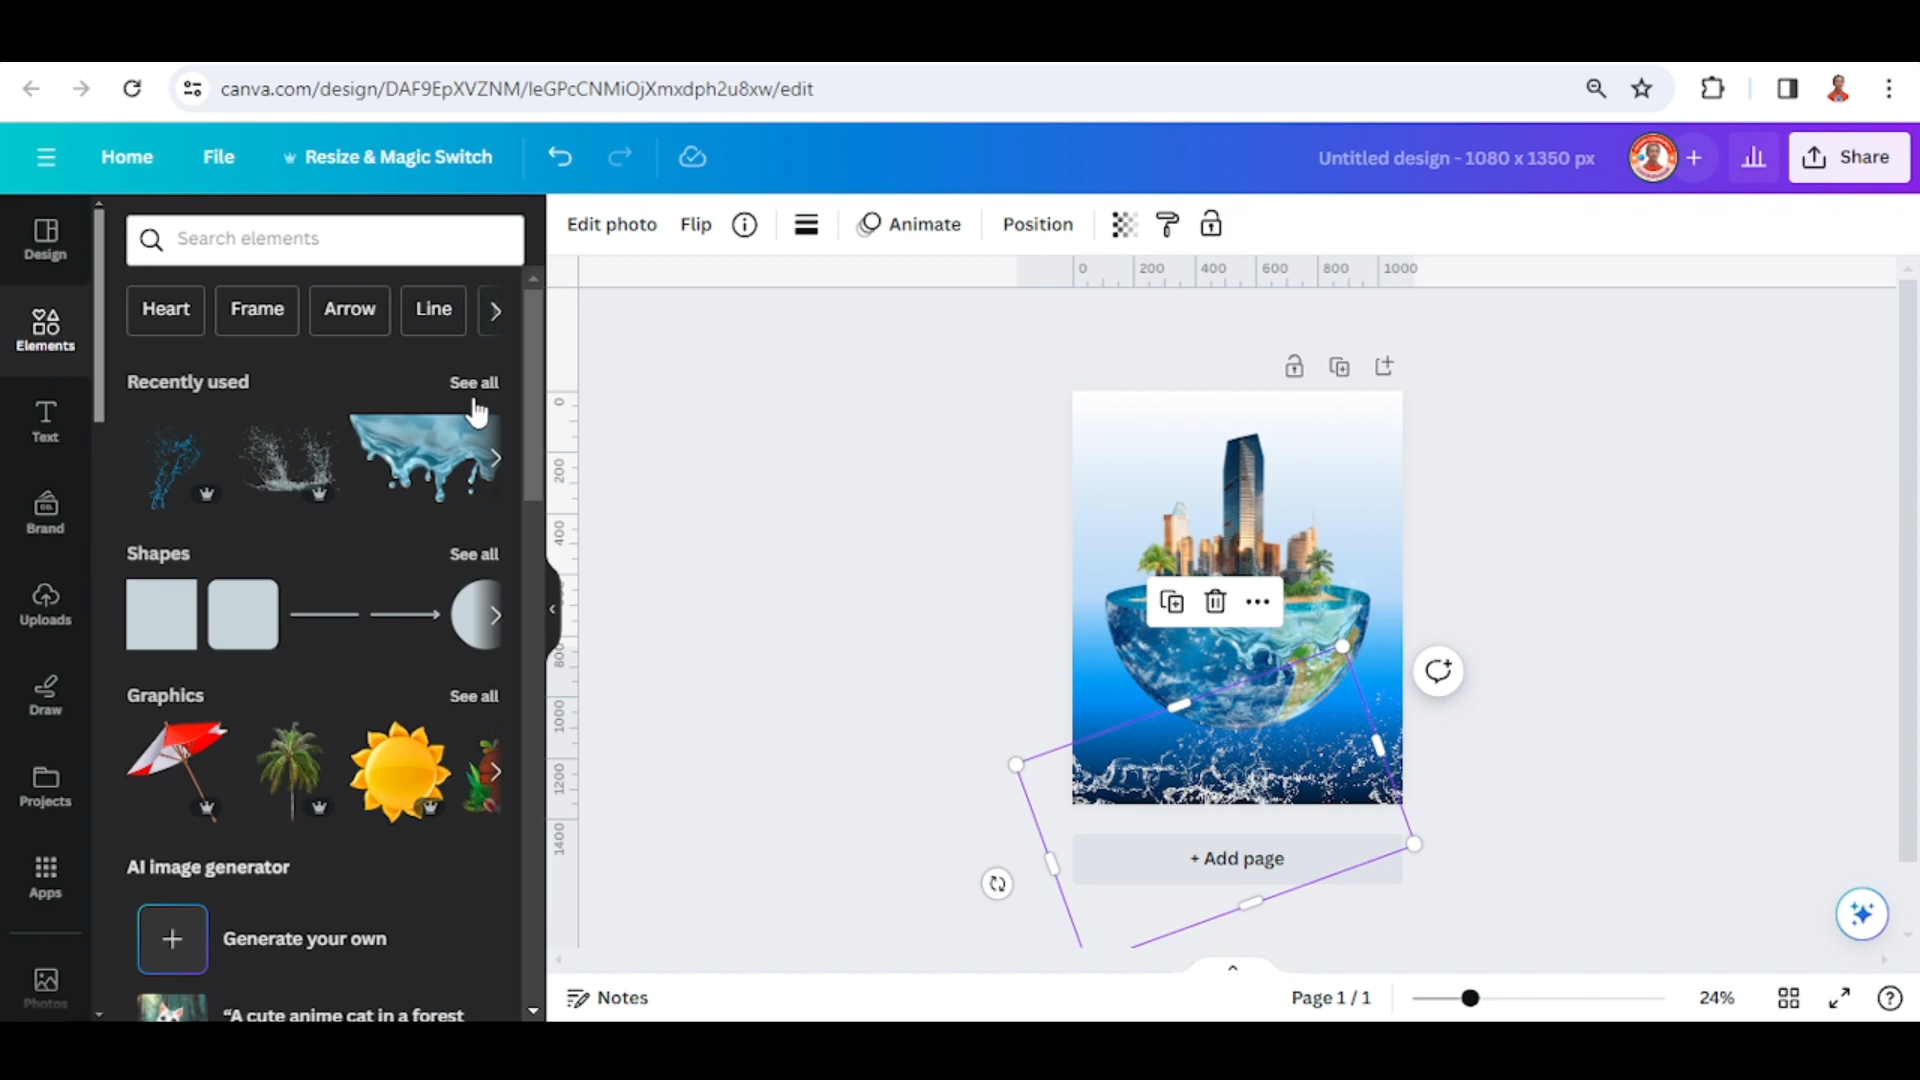 canva.com/design/DAF9EpXVZNM/IeGPcCNMiOjXmxdph2u8xw/edit
Home
File
Resize & Magic Switch
Untitled design - 1080 x 1350 px
Share
Design
Elements
Text
Brand
Uploads
Draw
Projects
Apps
Photos
Search elements
Heart
Frame
Arrow
Line
Recently used
See all
Shapes
See all
Graphics
See all
AI image generator
Generate your own
"A cute anime cat in a forest
Edit photo
Flip
Animate
Position
0 200 400 600 800 1000
0
200
400
800
1000
1200
1400
+ Add page
Notes
Page 1 / 1
24%